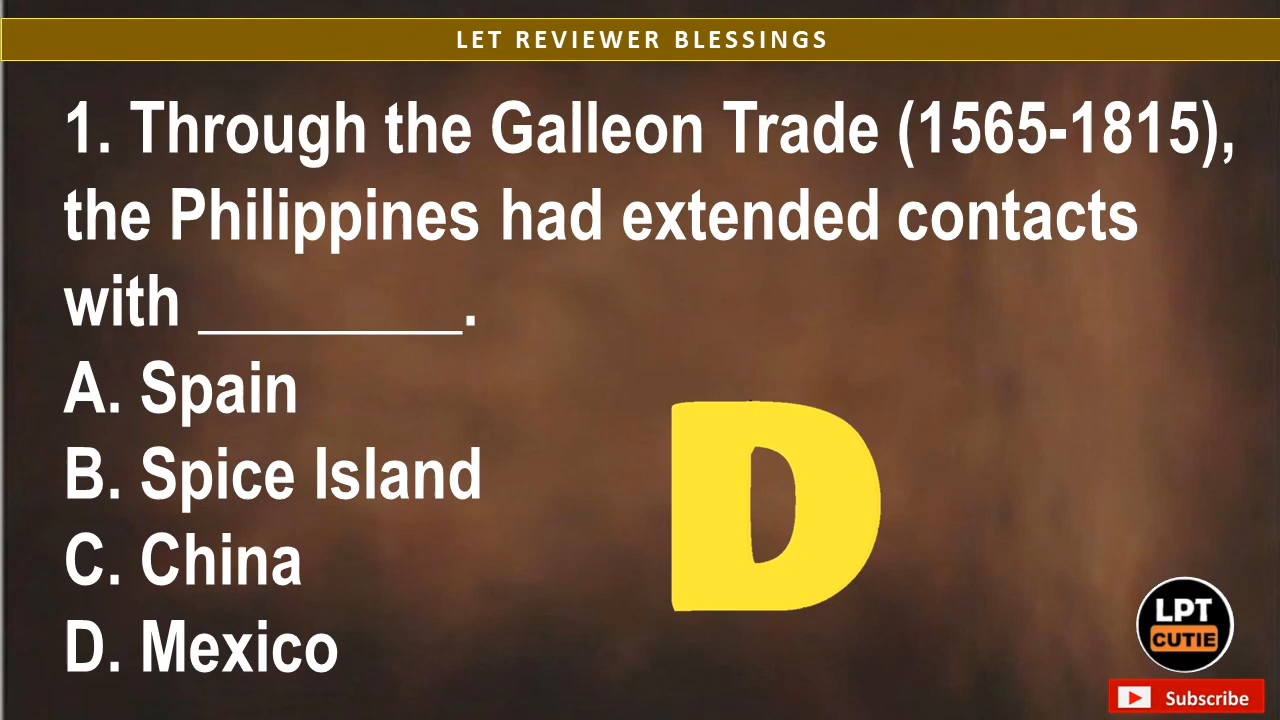 LET REVIEWER BLESSINGS
1. Through the Galleon Trade (1565-1815),
the Philippines had extended contacts
with ________.
A. Spain
B. Spice Island
C. China
D. Mexico
D
LPT
CUTIE
Subscribe